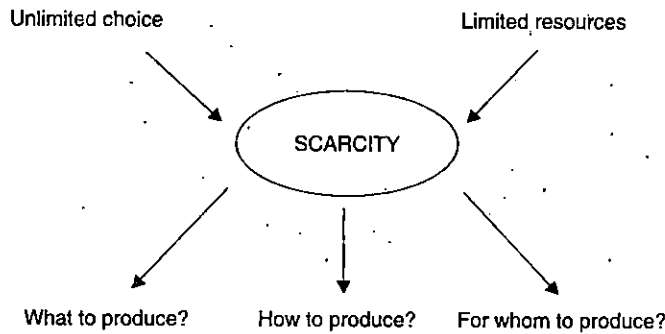 Unlimited choice
Limited resources
SCARCITY
What to produce?
How to produce?
For whom to produce?